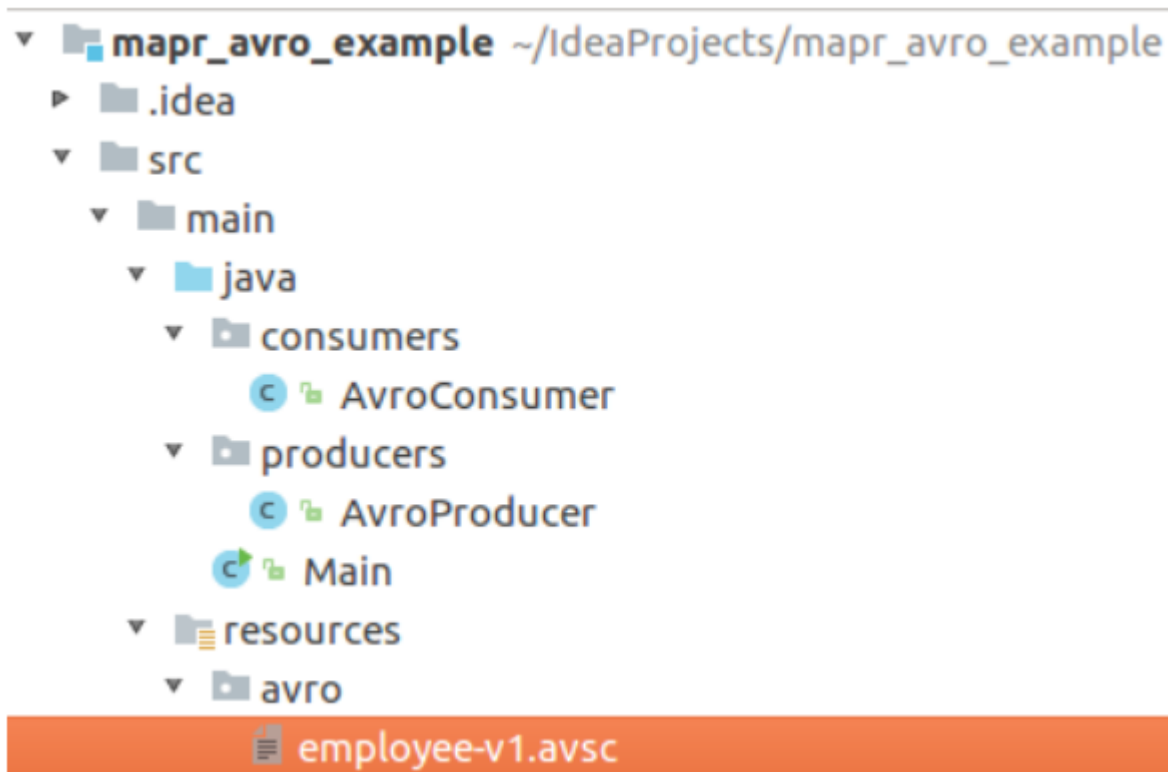 mapr_avro_example ~/IdeaProjects/mapr_avro_example
.idea
src
main
java
consumers
C AvroConsumer
producers
C AvroProducer
C Main
resources
avro
employee-v1.avsc